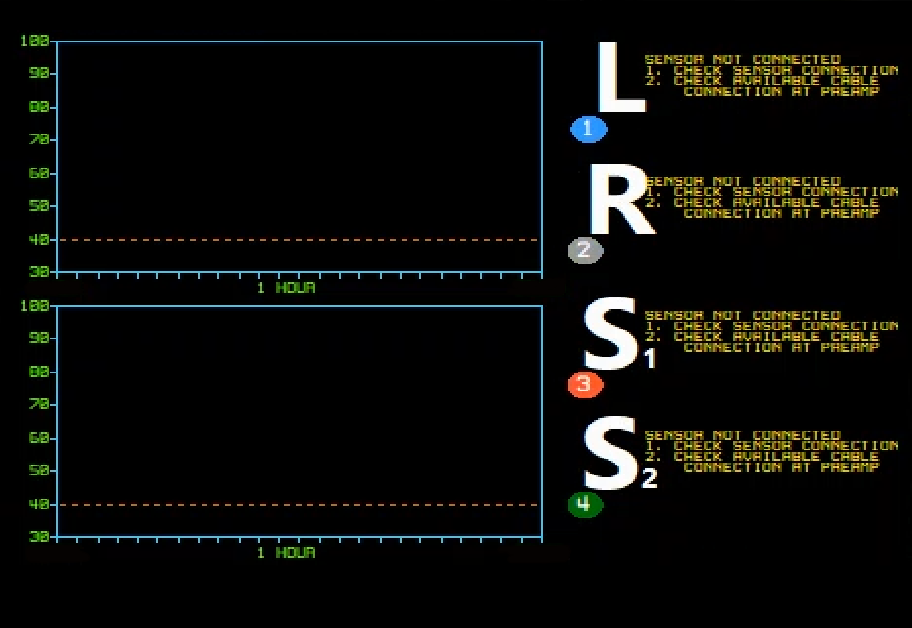 100
90
80
70
60
50
40
30
1 HOUR
L
SENSOR NOT CONNECTED
1. CHECK SENSOR CONNECTION
2. CHECK AVAILABLE CABLE
CONNECTION AT PREAMP
1
R
SENSOR NOT CONNECTED
1. CHECK SENSOR CONNECTION
2. CHECK AVAILABLE CABLE
CONNECTION AT PREAMP
2
100
90
80
70
60
50
40
30
1 HOUR
S1
SENSOR NOT CONNECTED
1. CHECK SENSOR CONNECTION
2. CHECK AVAILABLE CABLE
CONNECTION AT PREAMP
3
S2
SENSOR NOT CONNECTED
1. CHECK SENSOR CONNECTION
2. CHECK AVAILABLE CABLE
CONNECTION AT PREAMP
4